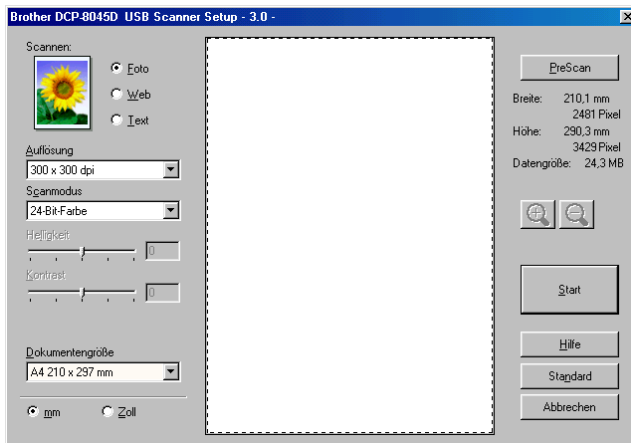 Brother DCP-8045D USB Scanner Setup - 3.0 -
Scannen:
Foto
Web
Text
Auflösung
300 x 300 dpi
Scanmodus
24-Bit-Farbe
Helligkeit
0
Kontrast
0
Dokumentengröße
A4 210 x 297 mm
mm
Zoll
PreScan
Breite: 210,1 mm
2481 Pixel
Höhe: 290,3 mm
3429 Pixel
Datengröße: 24,3 MB
Start
Hilfe
Standard
Abbrechen